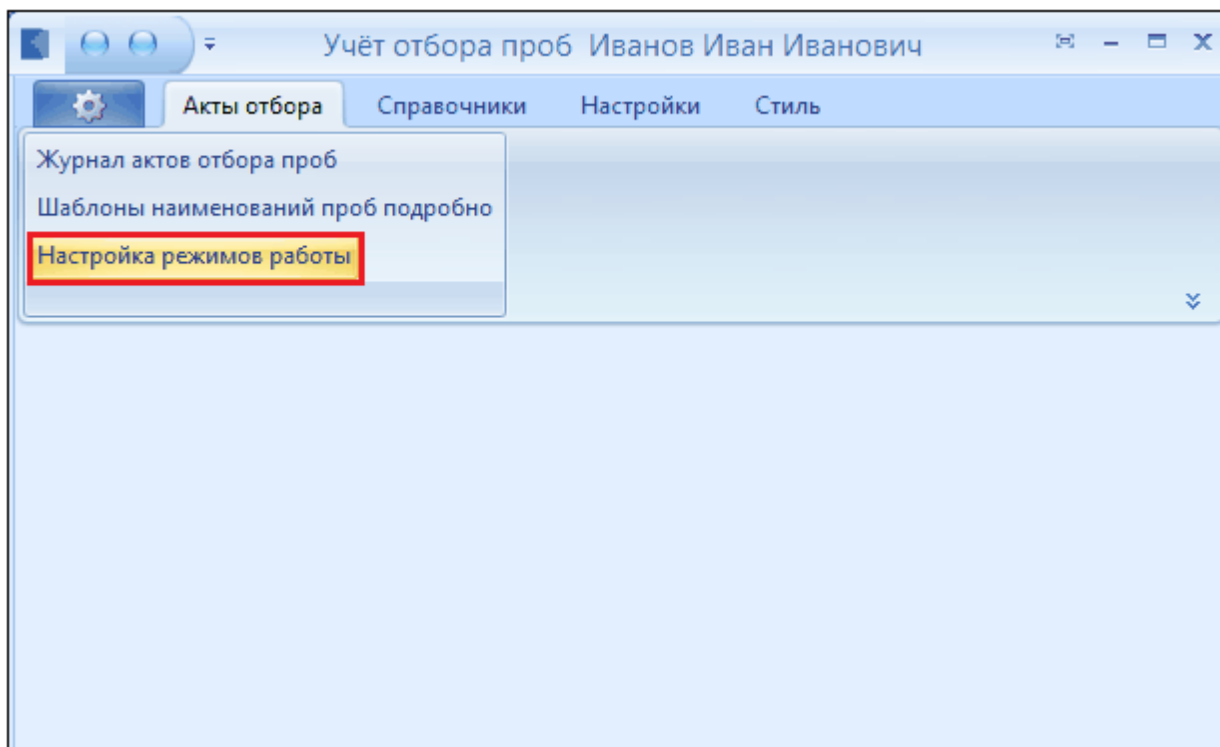 Учёт отбора проб Иванов Иван Иванович
Акты отбора Справочники Настройки Стиль
Журнал актов отбора проб
Шаблоны наименований проб подробно
Настройка режимов работы